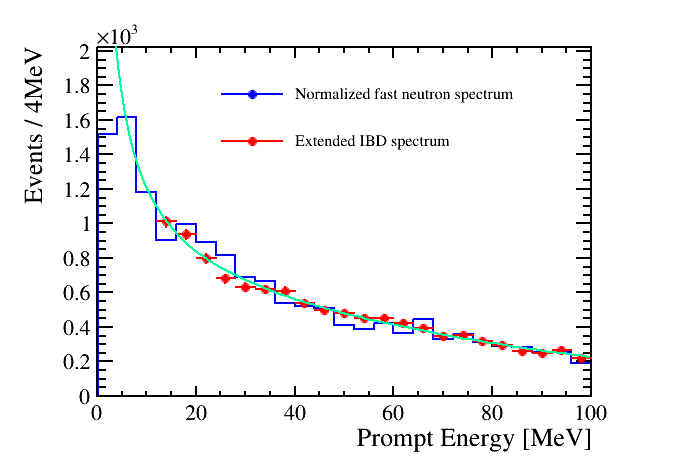 ×10³
Events / 4MeV
2
1.8
1.6
1.4
1.2
1
0.8
0.6
0.4
0.2
0
Normalized fast neutron spectrum
Extended IBD spectrum
0 20 40 60 80 100
Prompt Energy [MeV]